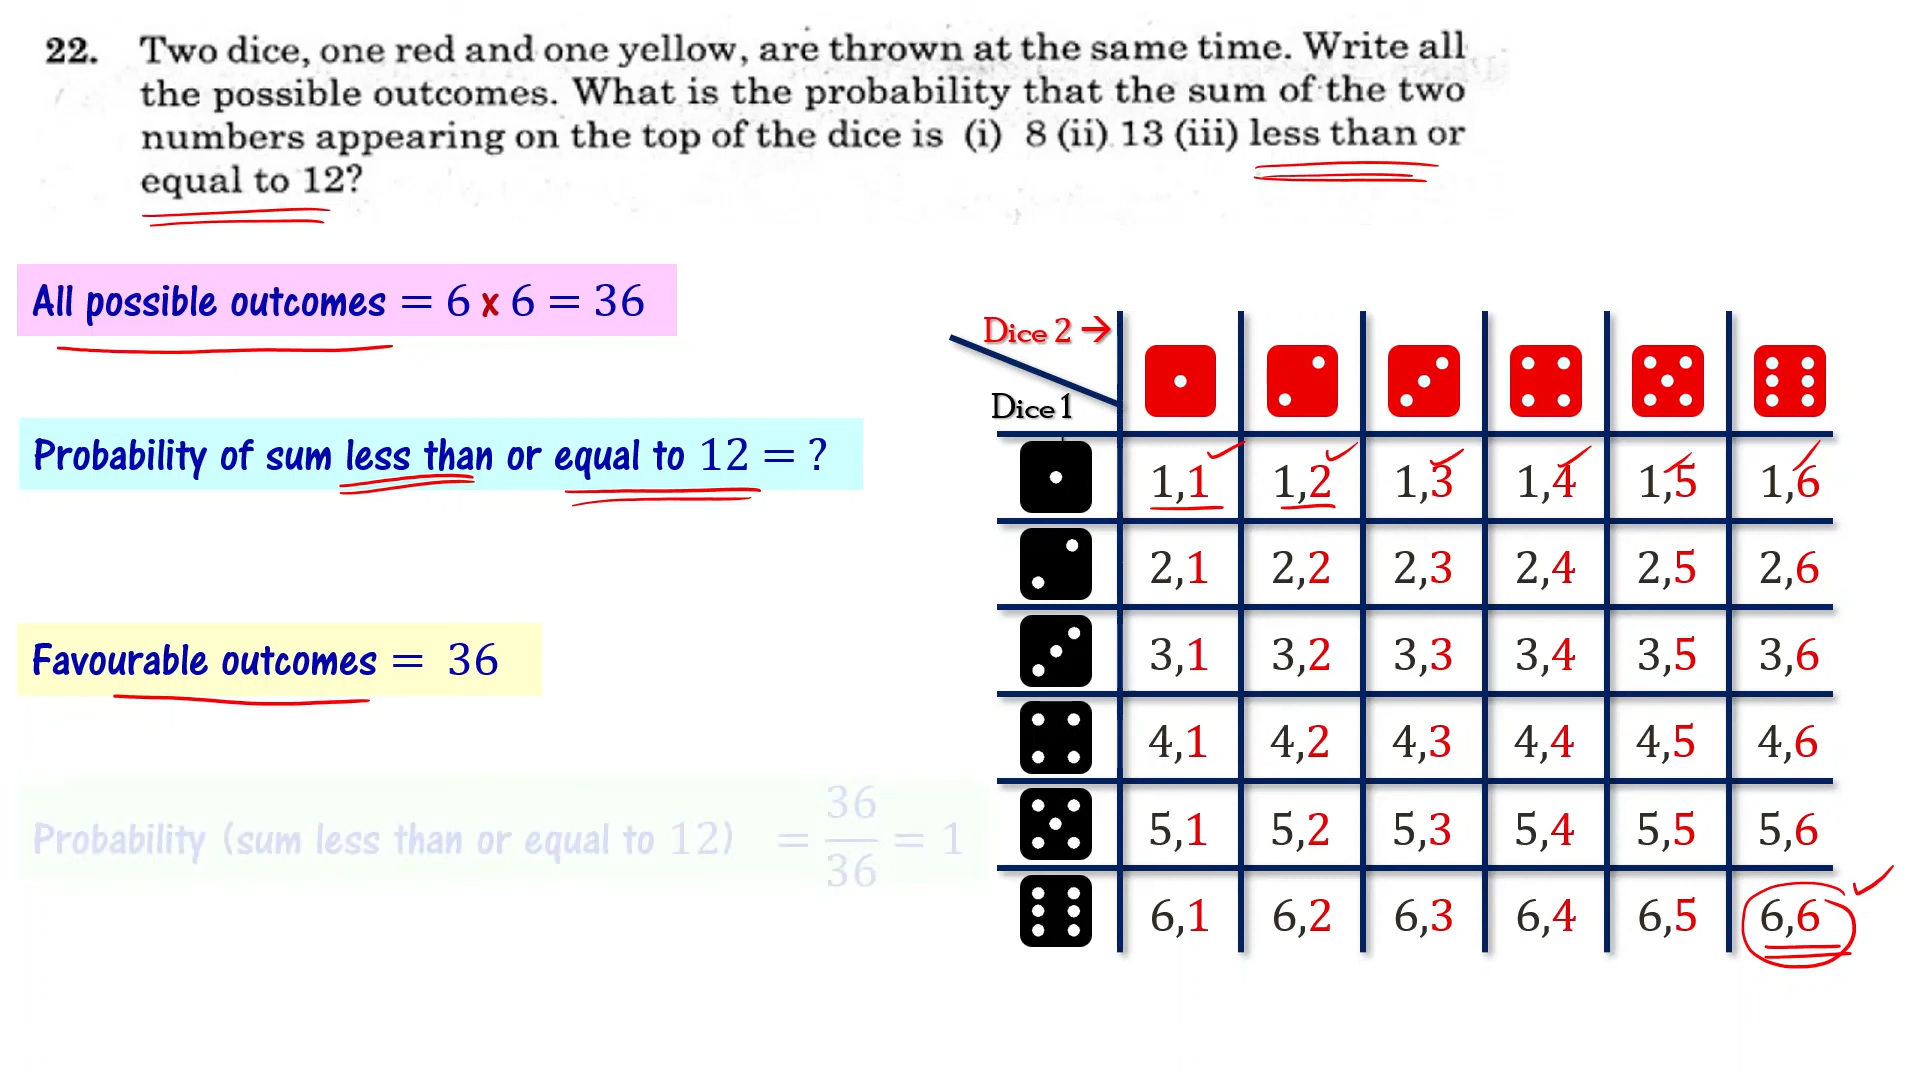 22. Two dice, one red and one yellow, are thrown at the same time. Write all
the possible outcomes. What is the probability that the sum of the two
numbers appearing on the top of the dice is (i) 8 (ii) 13 (iii) less than or
equal to 12?
All possible outcomes = 6 x 6 = 36
Probability of sum less than or equal to 12 = ?
Favourable outcomes = 36
Probability (sum less than or equal to 12) = 36/36 = 1
Dice 2 →
Dice 1
1,1 1,2 1,3 1,4 1,5 1,6
2,1 2,2 2,3 2,4 2,5 2,6
3,1 3,2 3,3 3,4 3,5 3,6
4,1 4,2 4,3 4,4 4,5 4,6
5,1 5,2 5,3 5,4 5,5 5,6
6,1 6,2 6,3 6,4 6,5 6,6